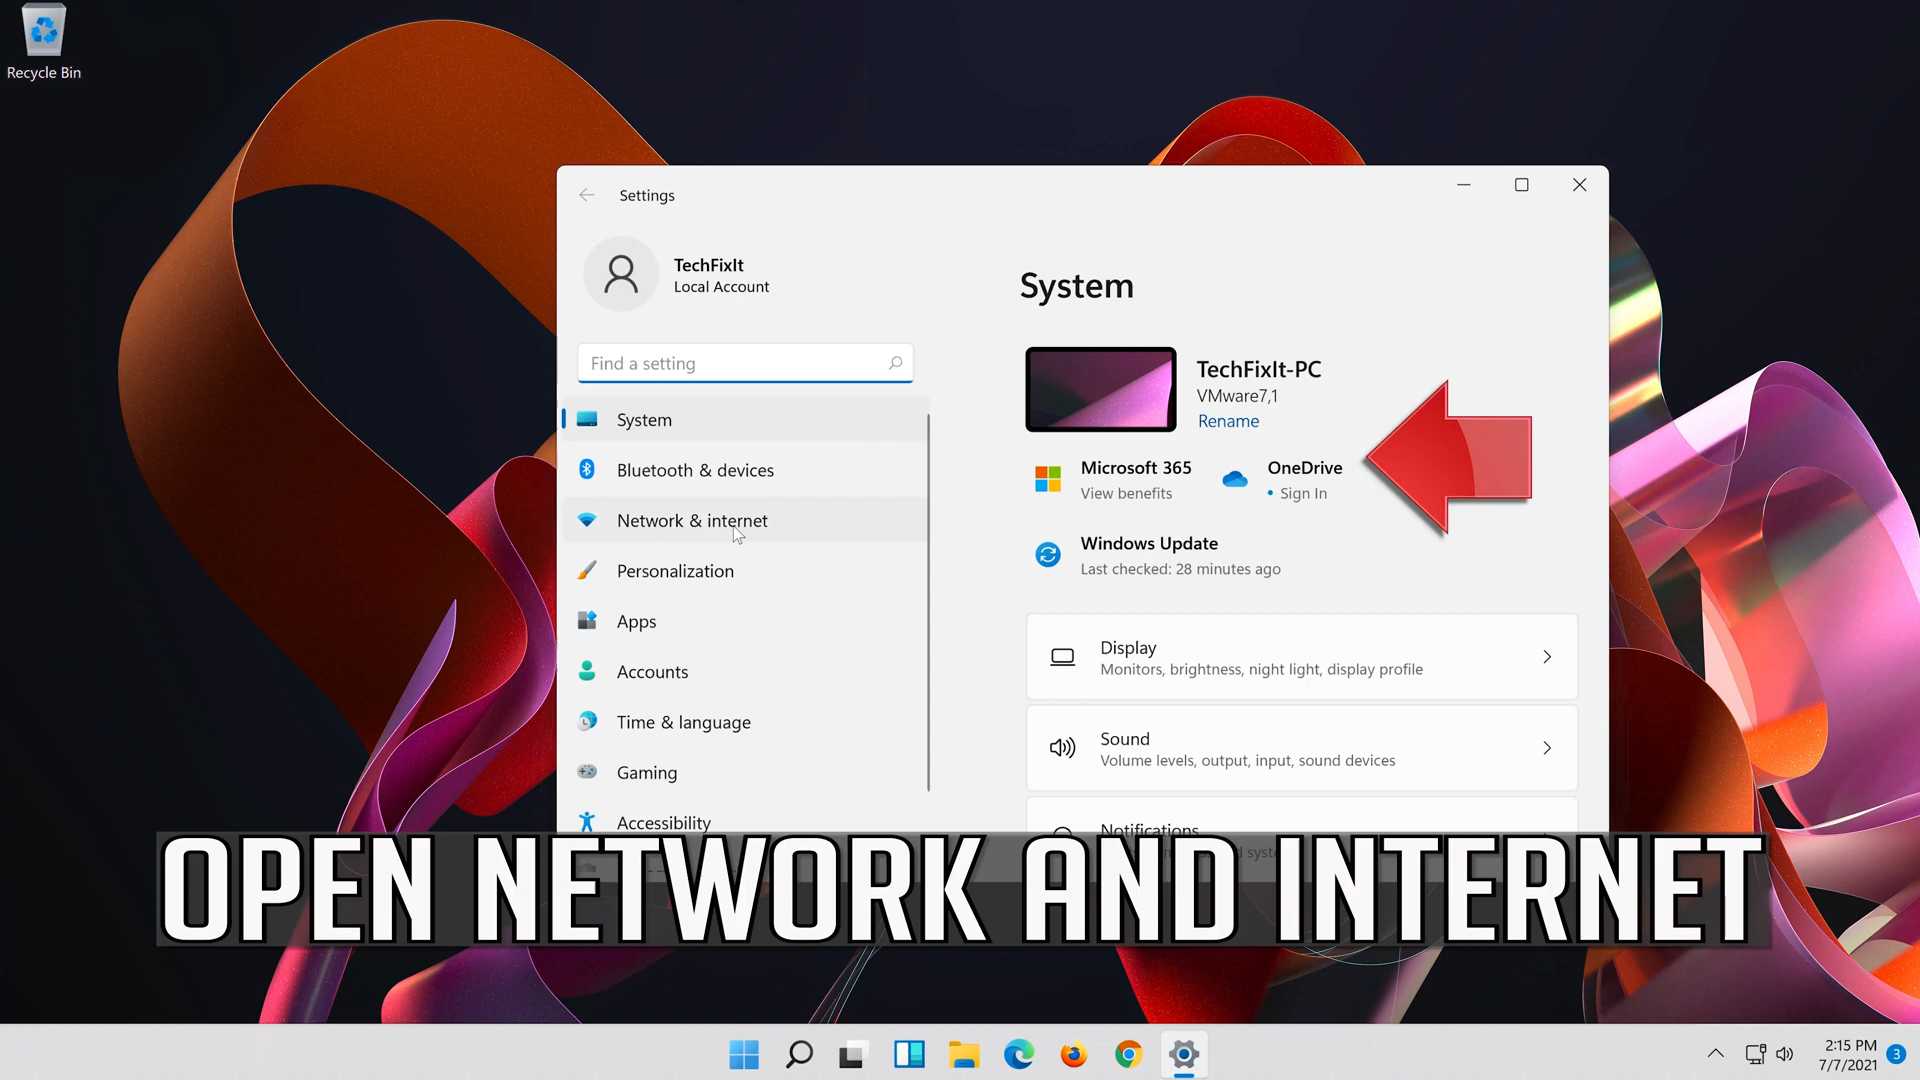 Recycle Bin
Settings
TechFixIt
Local Account
Find a setting
System
Bluetooth & devices
Network & internet
Personalization
Apps
Accounts
Time & language
Gaming
Accessibility
System
TechFixIt-PC
VMware7,1
Rename
Microsoft 365
View benefits
OneDrive
• Sign In
Windows Update
Last checked: 28 minutes ago
Display
Monitors, brightness, night light, display profile
Sound
Volume levels, output, input, sound devices
Notifications
OPEN NETWORK AND INTERNET
2:15 PM
7/7/2021
3